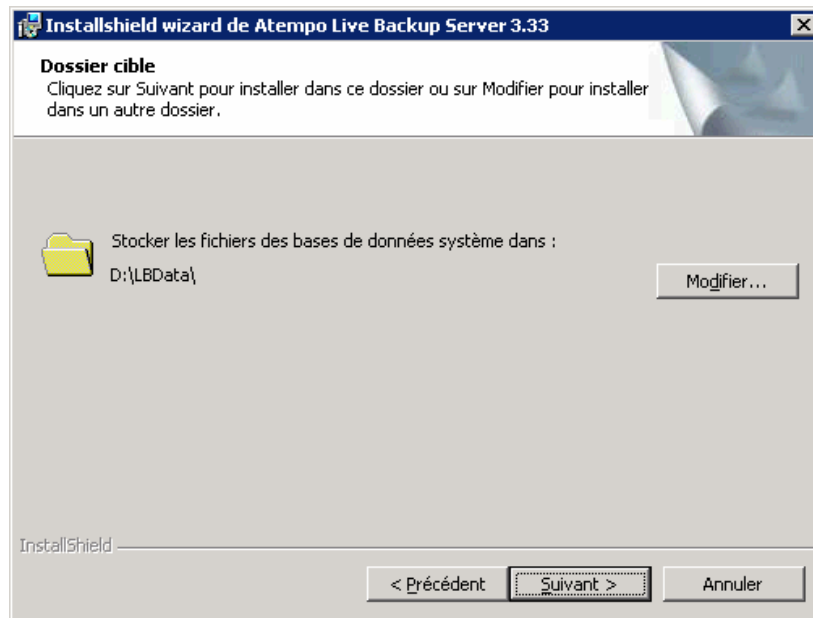 Installshield wizard de Atempo Live Backup Server 3.33
Dossier cible
Cliquez sur Suivant pour installer dans ce dossier ou sur Modifier pour installer
dans un autre dossier.
Stocker les fichiers des bases de données système dans :
D:\LBData\
Modifier...
InstallShield
< Précédent
Suivant >
Annuler